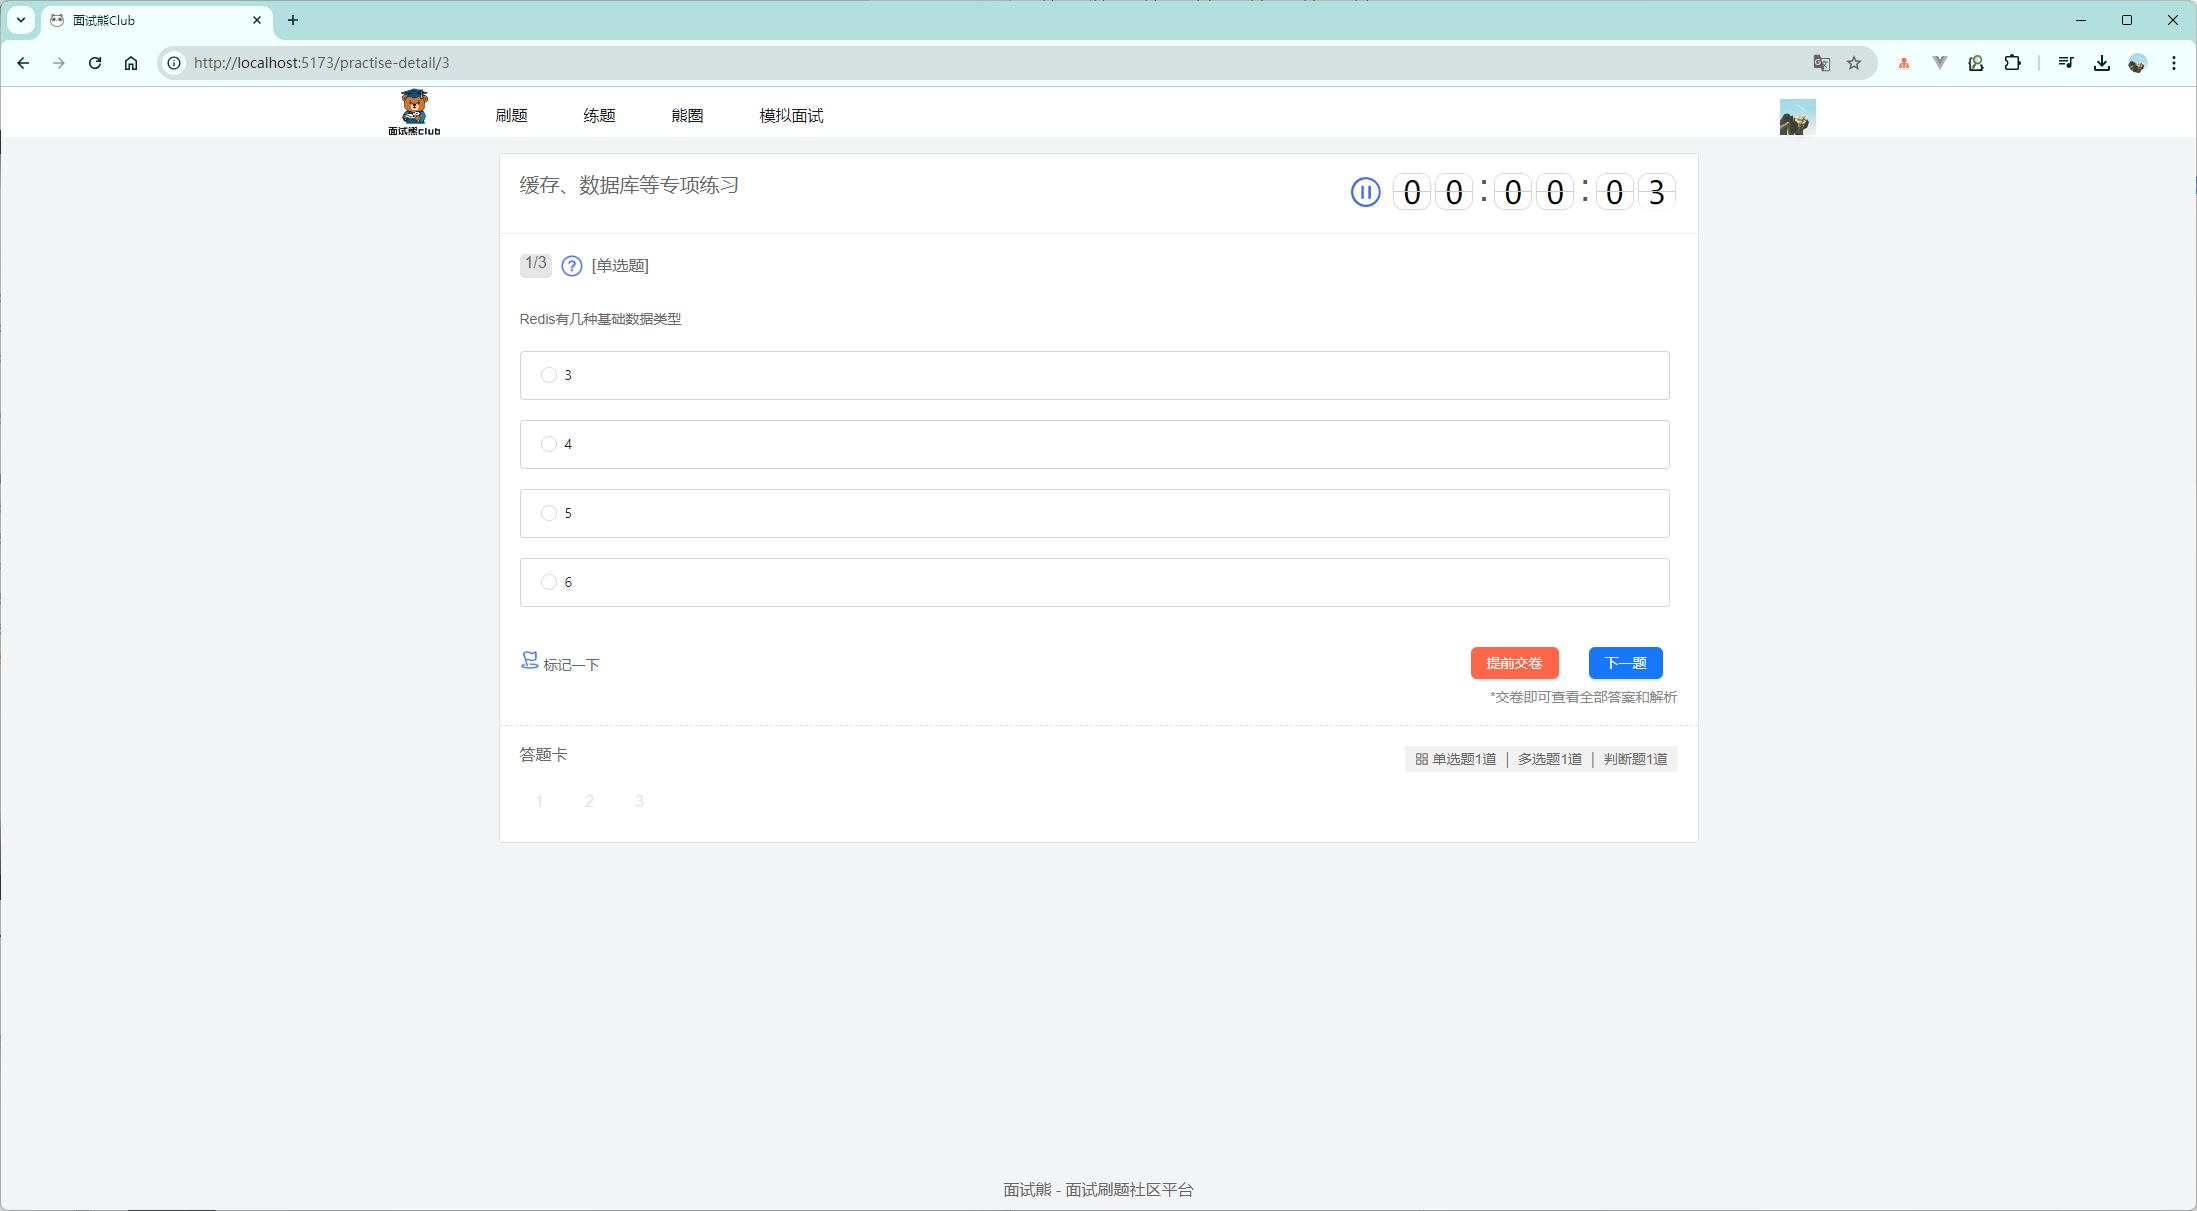 面试熊Club
http://localhost:5173/practise-detail/3
面试熊club
刷题 练题 熊圈 模拟面试
缓存、数据库等专项练习
00:00:03
1/3 [单选题]
Redis有几种基础数据类型
3
4
5
6
标记一下
提前交卷 下一题
*交卷即可查看全部答案和解析
答题卡
单选题1道 | 多选题1道 | 判断题1道
1 2 3
面试熊 - 面试刷题社区平台